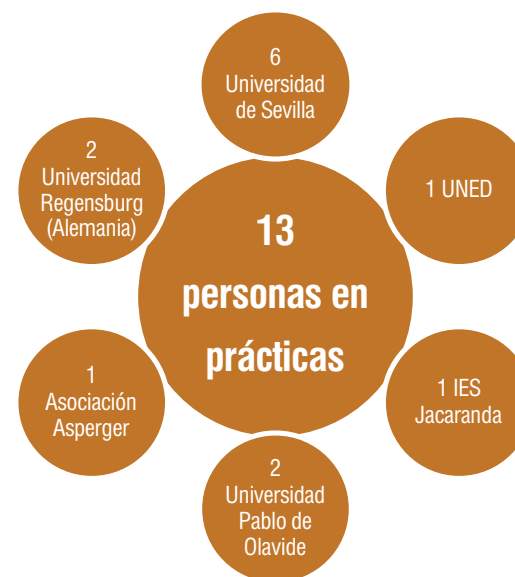 6
Universidad
de Sevilla
1 UNED
1 IES
Jacaranda
2
Universidad
Pablo de
Olavide
1
Asociación
Asperger
2
Universidad
Regensburg
(Alemania)
13
personas en
prácticas